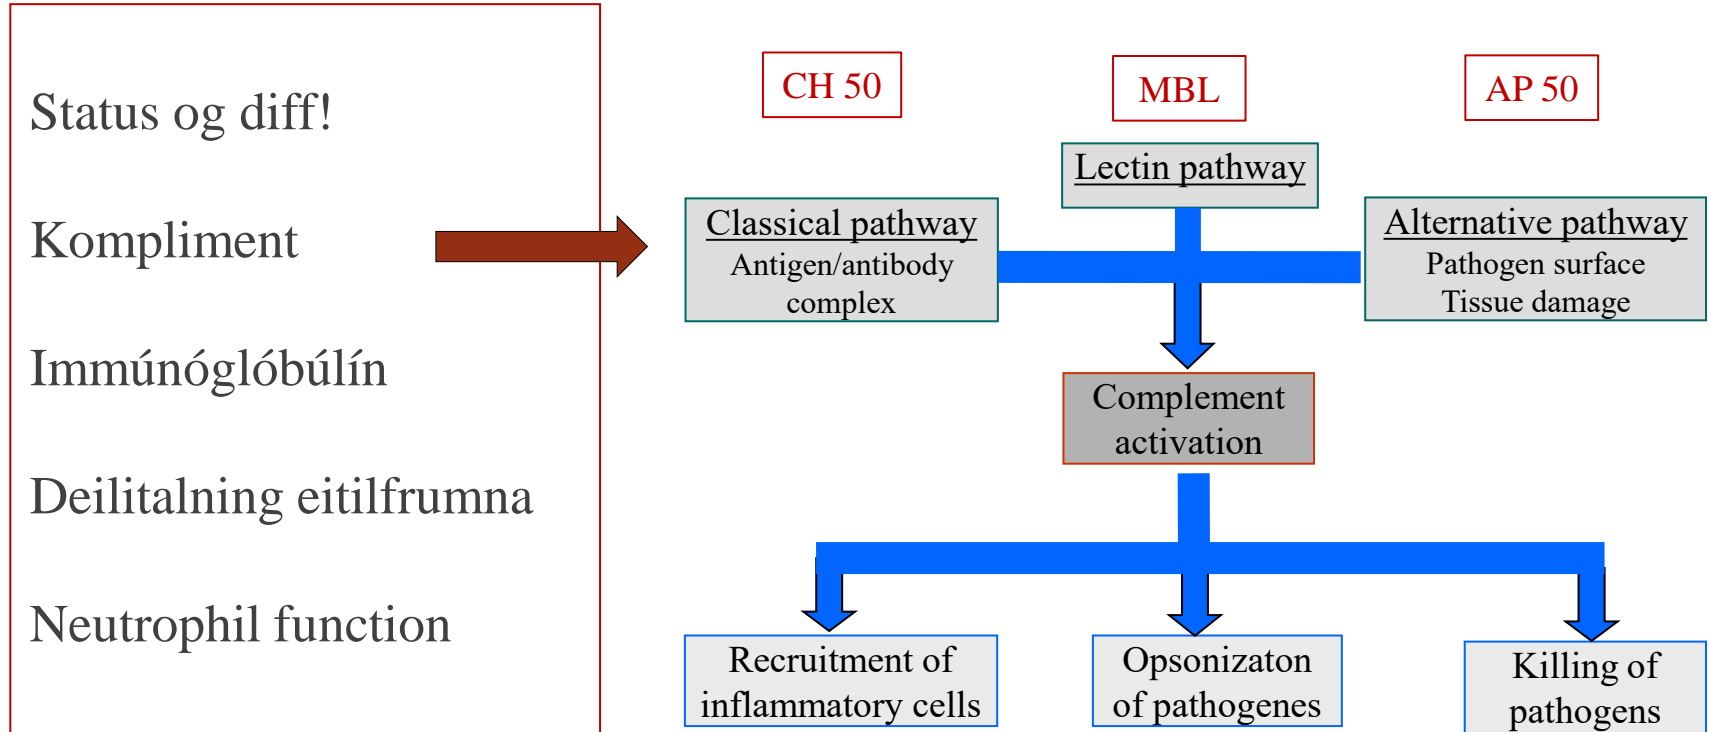 Status og diff!
Kompliment
Immúnóglóbúlín
Deilitalning eitilfrumna
Neutrophil function
CH 50
MBL
AP 50
Lectin pathway
Classical pathway
Antigen/antibody
complex
Alternative pathway
Pathogen surface
Tissue damage
Complement
activation
Recruitment of
inflammatory cells
Opsonizaton
of pathogenes
Killing of
pathogens